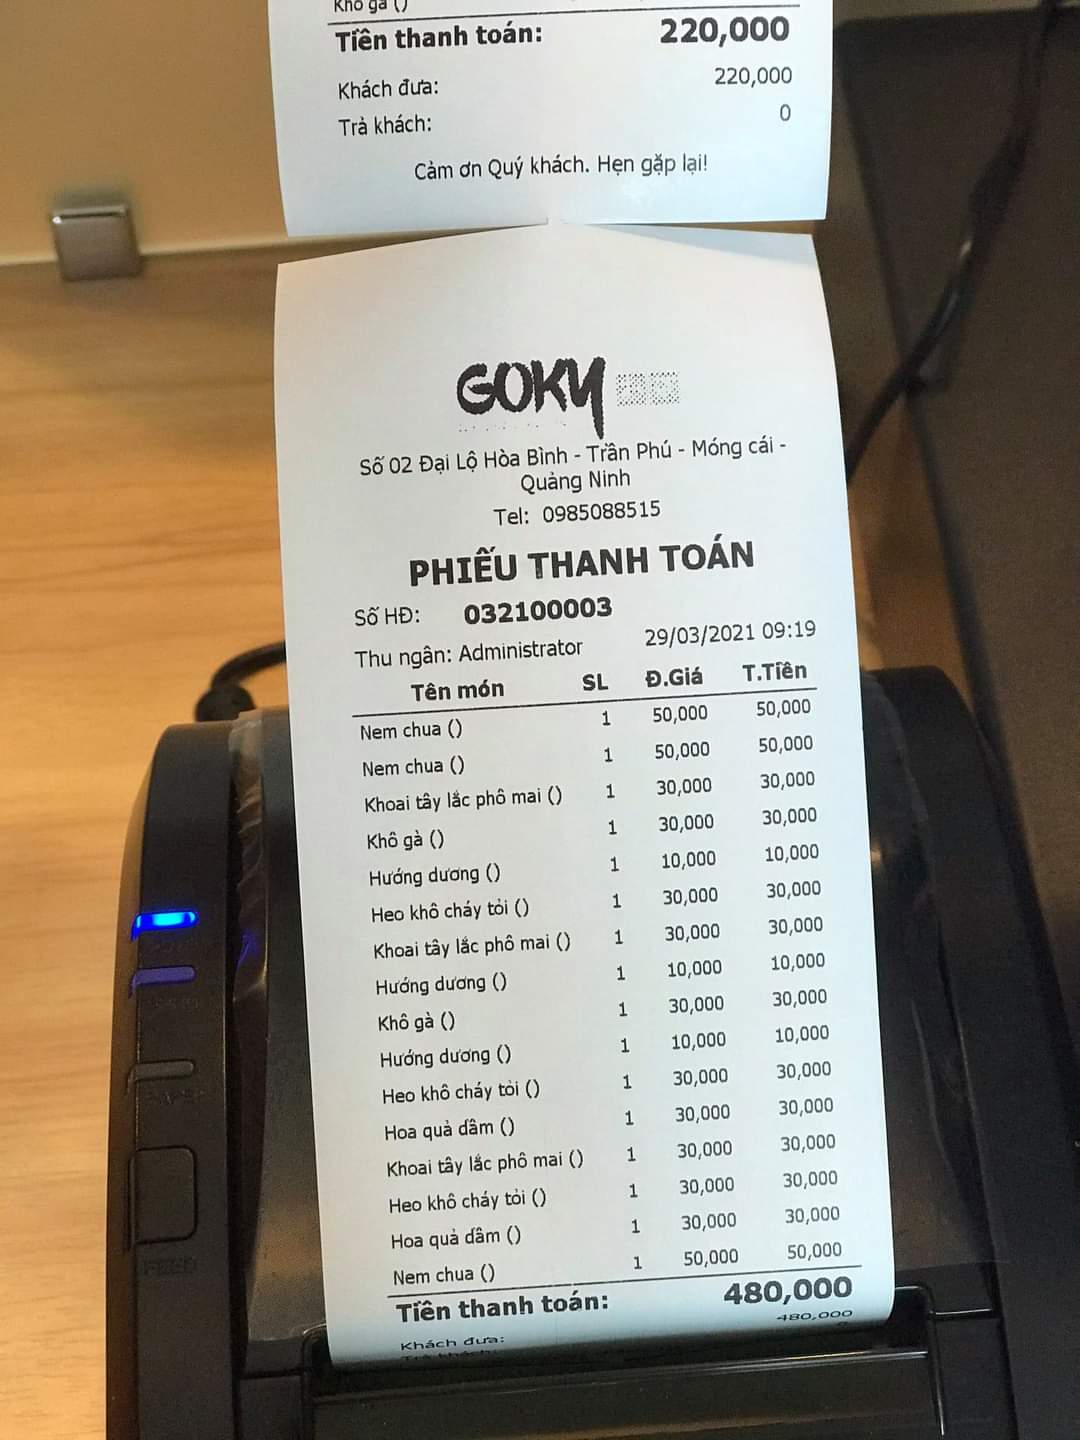 Khô gà ()
Tiền thanh toán: 220,000
Khách đưa: 220,000
Trả khách: 0
Cảm ơn Quý khách. Hẹn gặp lại!
GOKY
Số 02 Đại Lộ Hòa Bình - Trần Phú - Móng cái -
Quảng Ninh
Tel: 0985088515
PHIẾU THANH TOÁN
Số HĐ: 032100003
Thu ngân: Administrator 29/03/2021 09:19
Tên món SL Đ.Giá T.Tiền
Nem chua () 1 50,000 50,000
Nem chua () 1 50,000 50,000
Khoai tây lắc phô mai () 1 30,000 30,000
Khô gà () 1 30,000 30,000
Hướng dương () 1 10,000 10,000
Heo khô cháy tỏi () 1 30,000 30,000
Khoai tây lắc phô mai () 1 30,000 30,000
Hướng dương () 1 10,000 10,000
Khô gà () 1 30,000 30,000
Hướng dương () 1 10,000 10,000
Heo khô cháy tỏi () 1 30,000 30,000
Hoa quả dầm () 1 30,000 30,000
Khoai tây lắc phô mai () 1 30,000 30,000
Heo khô cháy tỏi () 1 30,000 30,000
Hoa quả dầm () 1 30,000 30,000
Nem chua () 1 50,000 50,000
Tiền thanh toán: 480,000
Khách đưa: 480,000
Trả khách: 0
FEED